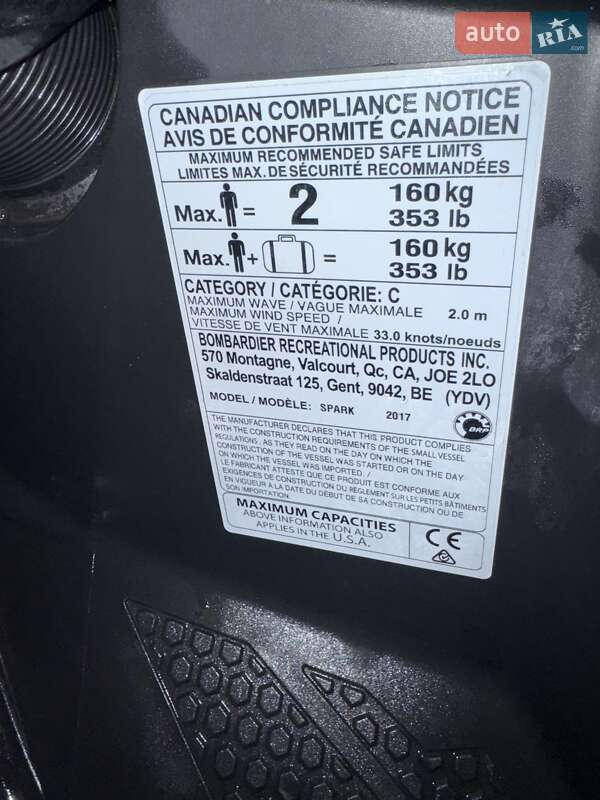 auto RIA.com
CANADIAN COMPLIANCE NOTICE
AVIS DE CONFORMITÉ CANADIEN
MAXIMUM RECOMMENDED SAFE LIMITS
LIMITES MAX. DE SÉCURITÉ RECOMMANDÉES
Max. = 2 160 kg
353 lb
Max. + = 160 kg
353 lb
CATEGORY / CATÉGORIE: C
MAXIMUM WAVE / VAGUE MAXIMALE 2.0 m
MAXIMUM WIND SPEED /
VITESSE DE VENT MAXIMALE 33.0 knots/noeuds
BOMBARDIER RECREATIONAL PRODUCTS INC.
570 Montagne, Valcourt, Qc, CA, JOE 2LO
Skaldenstraat 125, Gent, 9042, BE (YDV)
MODEL / MODÈLE: SPARK 2017
BRP
THE MANUFACTURER DECLARES THAT THIS PRODUCT COMPLIES
WITH THE CONSTRUCTION REQUIREMENTS OF THE SMALL VESSEL
REGULATIONS, AS THEY READ ON THE DAY ON WHICH THE
CONSTRUCTION OF THE VESSEL WAS STARTED OR ON THE DAY
ON WHICH THE VESSEL WAS IMPORTED. /
LE FABRICANT ATTESTE QUE CE PRODUIT EST CONFORME AUX
EXIGENCES DE CONSTRUCTION DU RÈGLEMENT SUR LES PETITS BÂTIMENTS
EN VIGUEUR À LA DATE DU DÉBUT DE SA CONSTRUCTION OU DE
SON IMPORTATION.
MAXIMUM CAPACITIES
ABOVE INFORMATION ALSO
APPLIES IN THE U.S.A.
CE